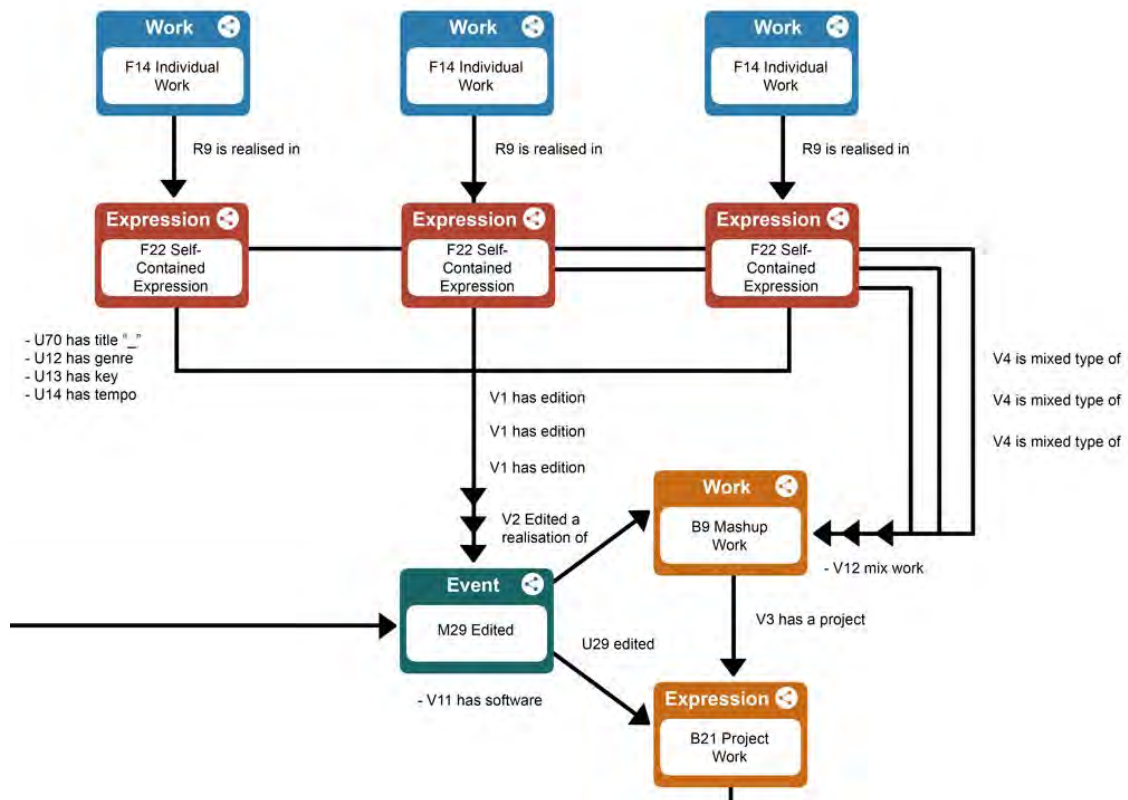 Work
F14 Individual
Work
Work
F14 Individual
Work
Work
F14 Individual
Work
R9 is realised in
R9 is realised in
R9 is realised in
Expression
F22 Self-
Contained
Expression
Expression
F22 Self-
Contained
Expression
Expression
F22 Self-
Contained
Expression
- U70 has title “_”
- U12 has genre
- U13 has key
- U14 has tempo
V1 has edition
V1 has edition
V1 has edition
V4 is mixed type of
V4 is mixed type of
V4 is mixed type of
V2 Edited a
realisation of
Work
B9 Mashup
Work
- V12 mix work
Event
M29 Edited
- V11 has software
U29 edited
V3 has a project
Expression
B21 Project
Work